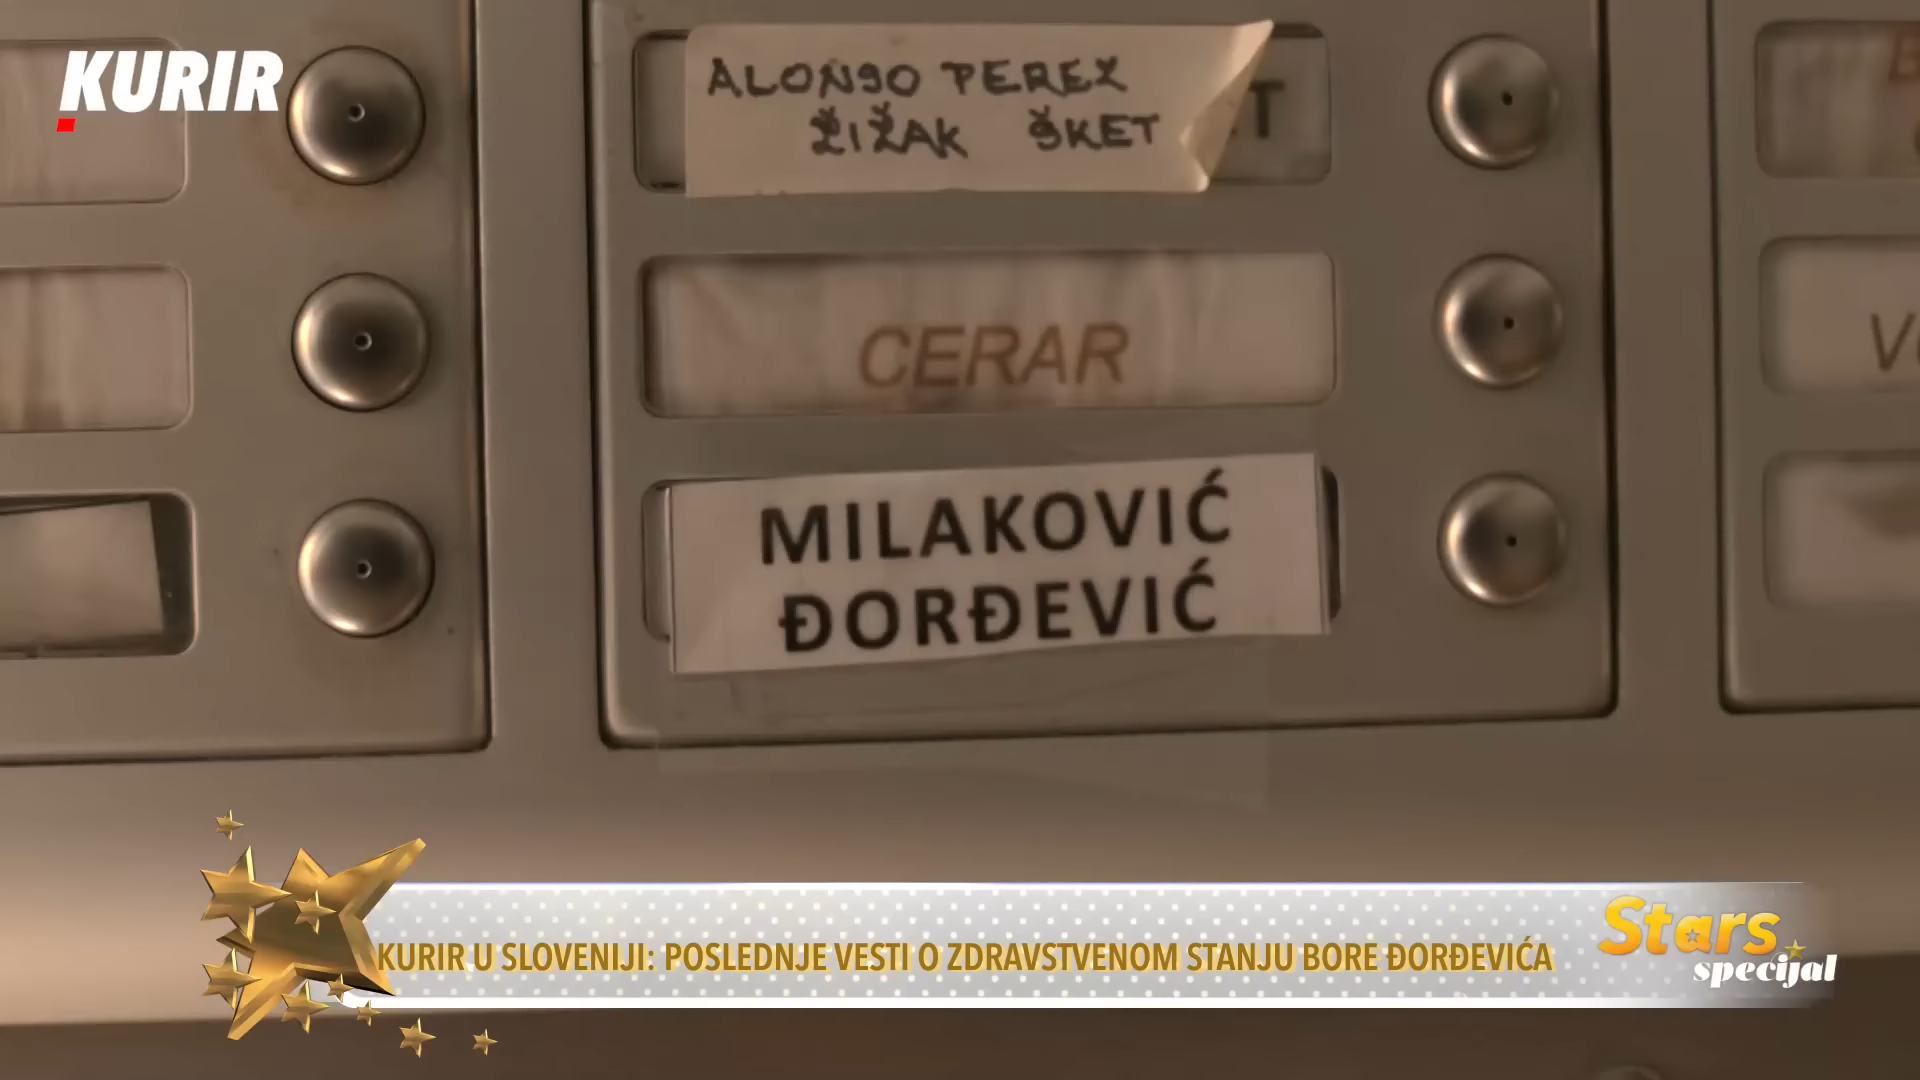 KURIR
ALONSO PEREZ
ŽIŽAK ŠKET
CERAR
MILAKOVIĆ
ĐORĐEVIĆ
KURIR U SLOVENIJI: POSLEDNJE VESTI O ZDRAVSTVENOM STANJU BORE ĐORĐEVIĆA
Stars
specijal